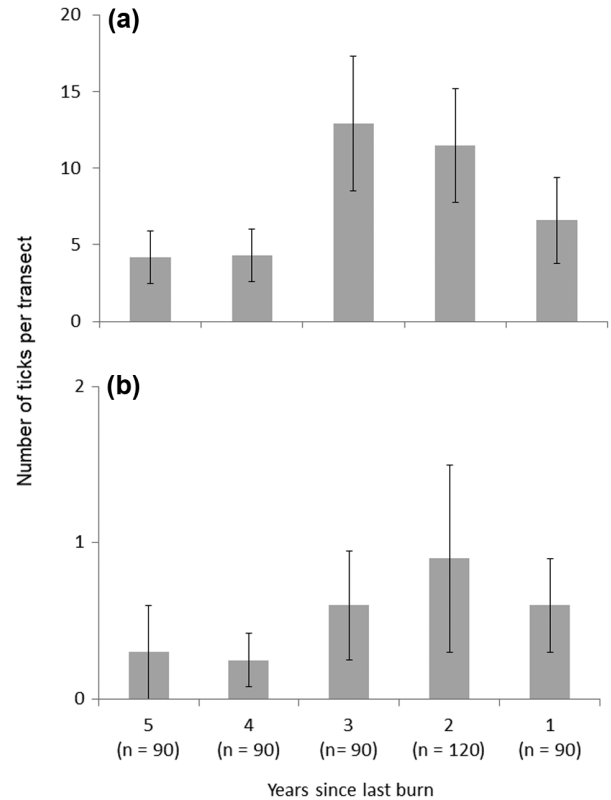 (a)
20
15
10
5
0
Number of ticks per transect
(b)
2
1
0
5 4 3 2 1
(n = 90) (n = 90) (n= 90) (n = 120) (n = 90)
Years since last burn